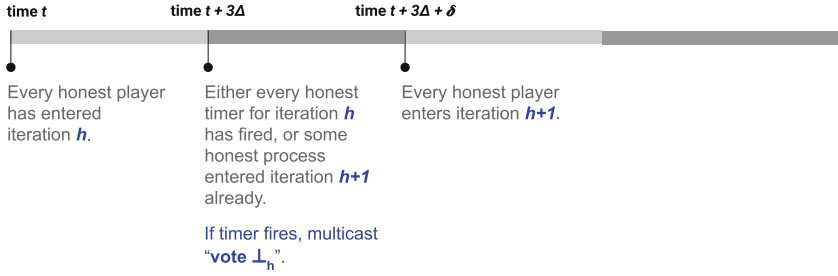 time t
time t + 3Δ
time t + 3Δ + δ
Every honest player
has entered
iteration h.
Either every honest
timer for iteration h
has fired, or some
honest process
entered iteration h+1
already.
If timer fires, multicast
“vote ⊥h”.
Every honest player
enters iteration h+1.